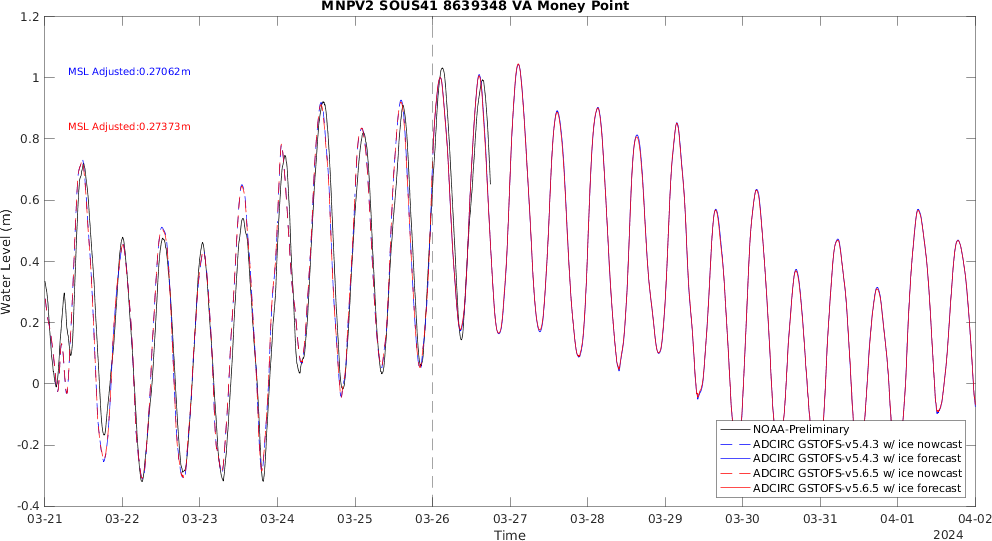 MNPV2 SOUS41 8639348 VA Money Point
MSL Adjusted:0.27062m
MSL Adjusted:0.27373m
Water Level (m)
1.2
1
0.8
0.6
0.4
0.2
0
-0.2
-0.4
NOAA-Preliminary
ADCIRC GSTOFS-v5.4.3 w/ ice nowcast
ADCIRC GSTOFS-v5.4.3 w/ ice forecast
ADCIRC GSTOFS-v5.6.5 w/ ice nowcast
ADCIRC GSTOFS-v5.6.5 w/ ice forecast
03-21 03-22 03-23 03-24 03-25 03-26 03-27 03-28 03-29 03-30 03-31 04-01 04-02
Time
2024